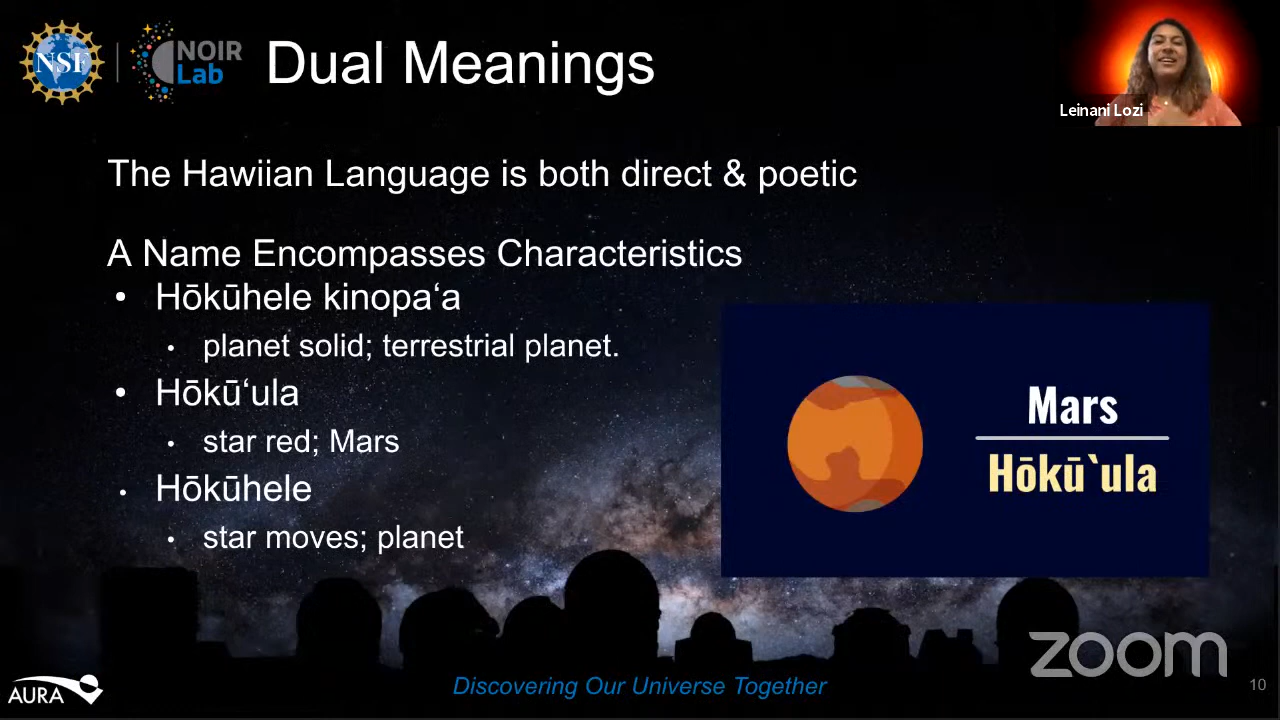 NSF
NOIR
Lab
Dual Meanings
Leinani Lozi
The Hawiian Language is both direct & poetic
A Name Encompasses Characteristics
• Hōkūhele kinopa‘a
• planet solid; terrestrial planet.
• Hōkū‘ula
• star red; Mars
• Hōkūhele
• star moves; planet
Mars
Hōkū`ula
zoom
AURA
Discovering Our Universe Together
10